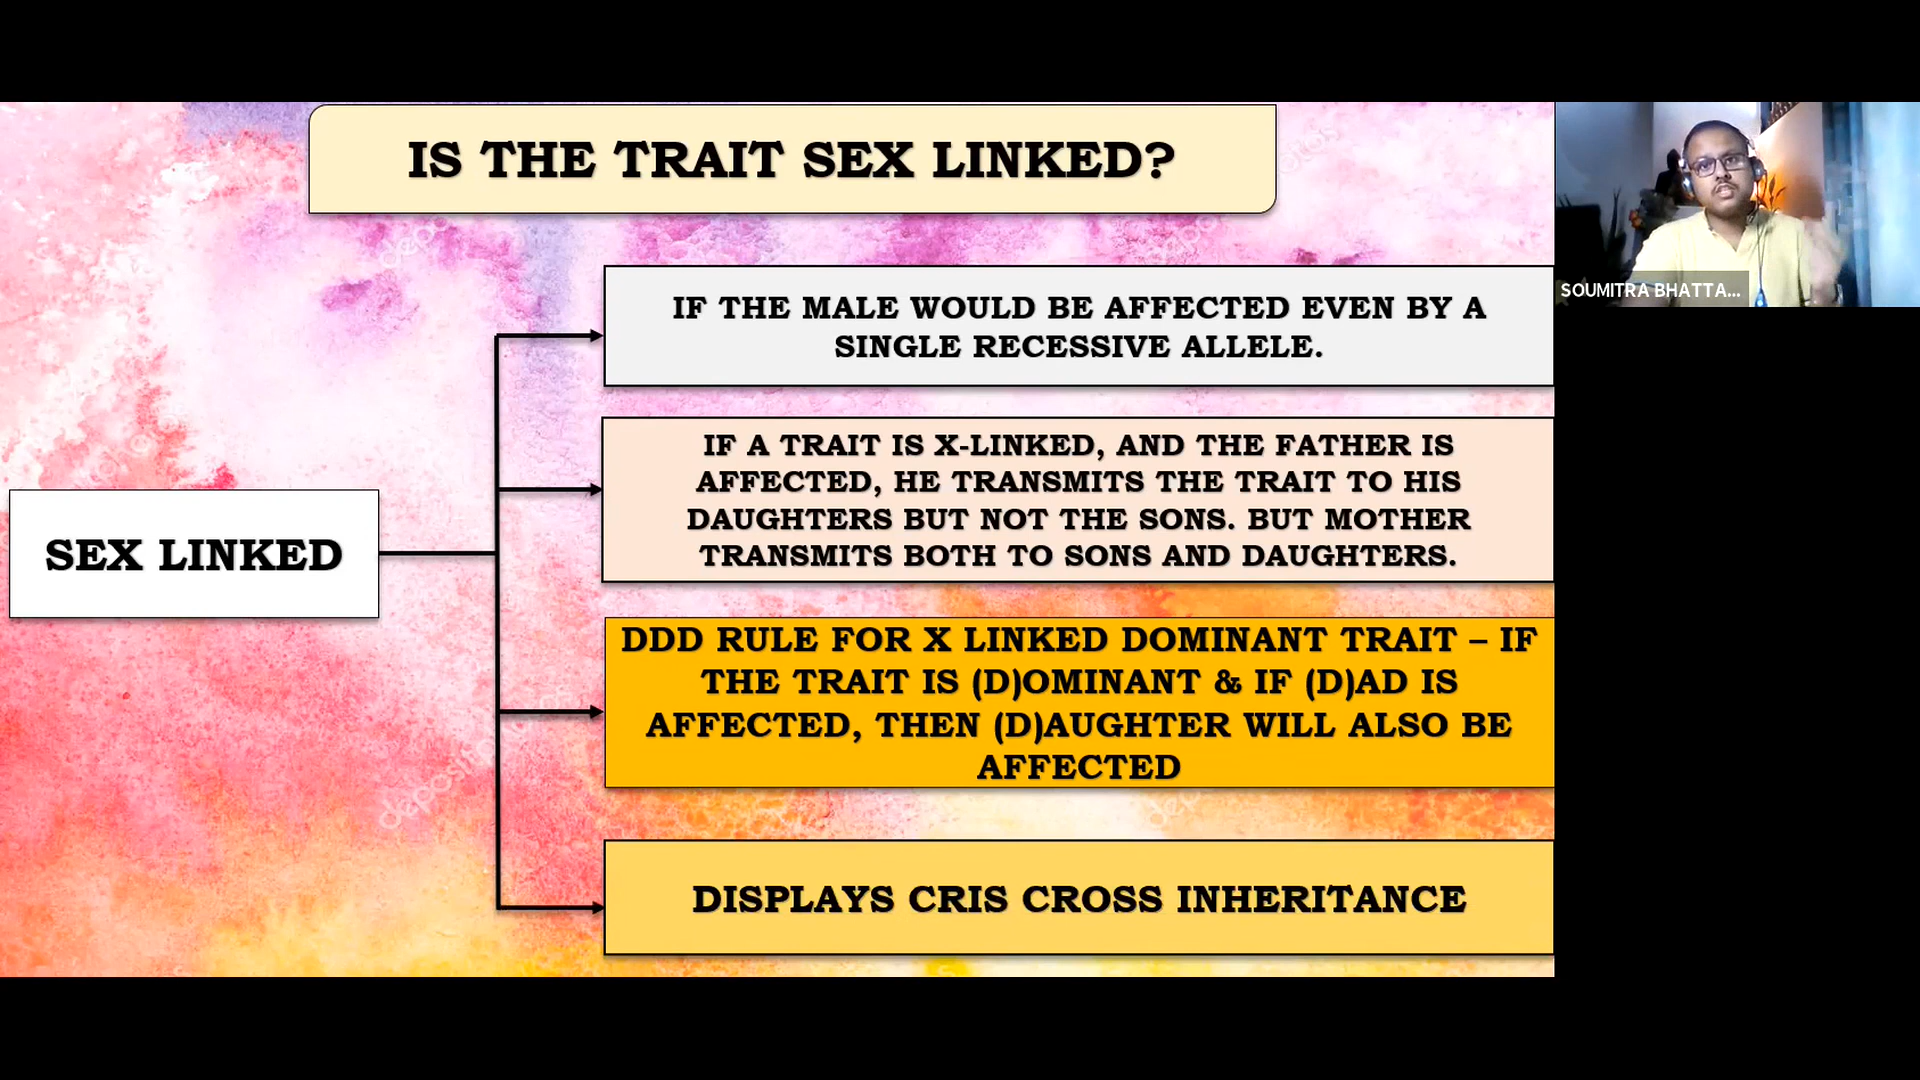 IS THE TRAIT SEX LINKED?
SOUMITRA BHATTA...
IF THE MALE WOULD BE AFFECTED EVEN BY A
SINGLE RECESSIVE ALLELE.
IF A TRAIT IS X-LINKED, AND THE FATHER IS
AFFECTED, HE TRANSMITS THE TRAIT TO HIS
DAUGHTERS BUT NOT THE SONS. BUT MOTHER
TRANSMITS BOTH TO SONS AND DAUGHTERS.
SEX LINKED
DDD RULE FOR X LINKED DOMINANT TRAIT – IF
THE TRAIT IS (D)OMINANT & IF (D)AD IS
AFFECTED, THEN (D)AUGHTER WILL ALSO BE
AFFECTED
DISPLAYS CRIS CROSS INHERITANCE